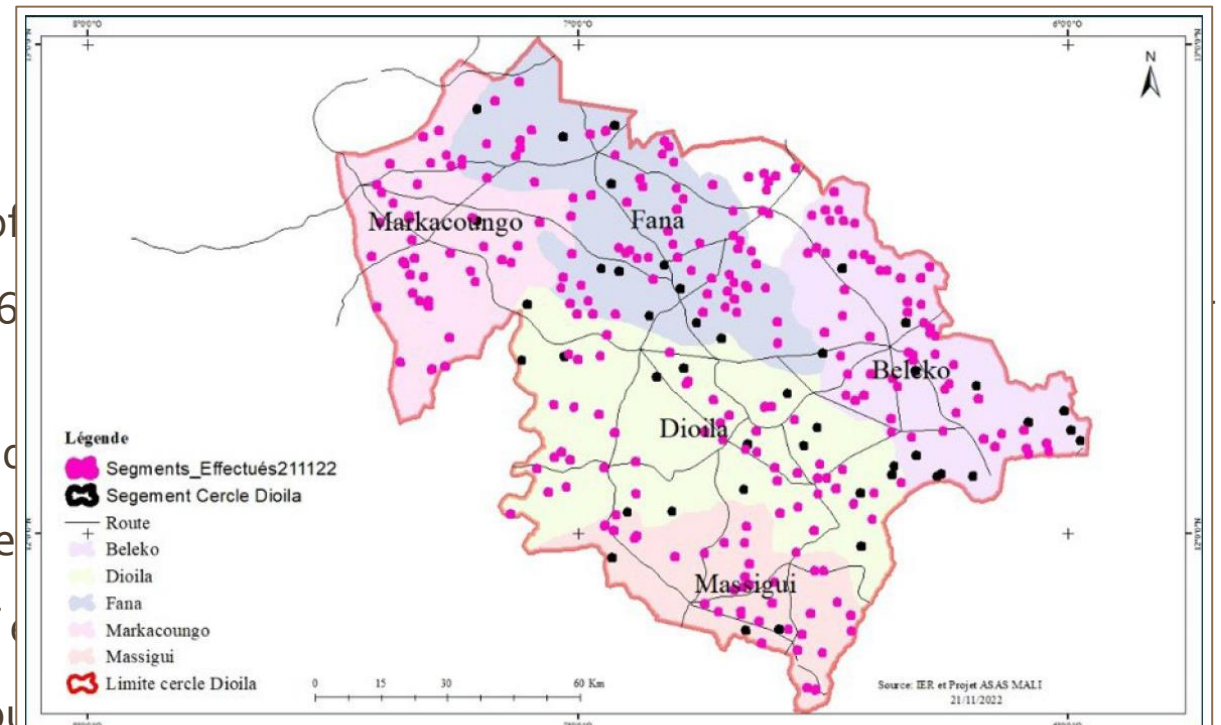 8°0'0"O 7°0'0"O 6°0'0"O
N
Markacoungo
Fana
Beleko
Dioila
Massigui
Légende
Segments_Effectués211122
Segement Cercle Dioila
Route
Beleko
Dioila
Fana
Markacoungo
Massigui
Limite cercle Dioila
0 15 30 60 Km
Source: IER et Projet ASAS MALI
21/11/2022